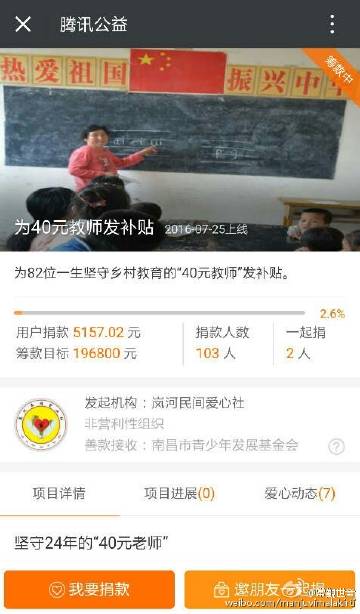 腾讯公益
筹款中
热爱祖国
振兴中
为40元教师发补贴 2016-07-25上线
为82位一生坚守乡村教育的“40元教师”发补贴。
2.6%
用户捐款 5157.02 元
捐款人数
一起捐
筹款目标 196800 元
103 人
2 人
发起机构：岚河民间爱心社
非营利性组织
善款接收：南昌市青少年发展基金会
?
项目详情
项目进展(0)
爱心动态(7)
坚守24年的“40元老师”
我要捐款
邀朋友一起捐